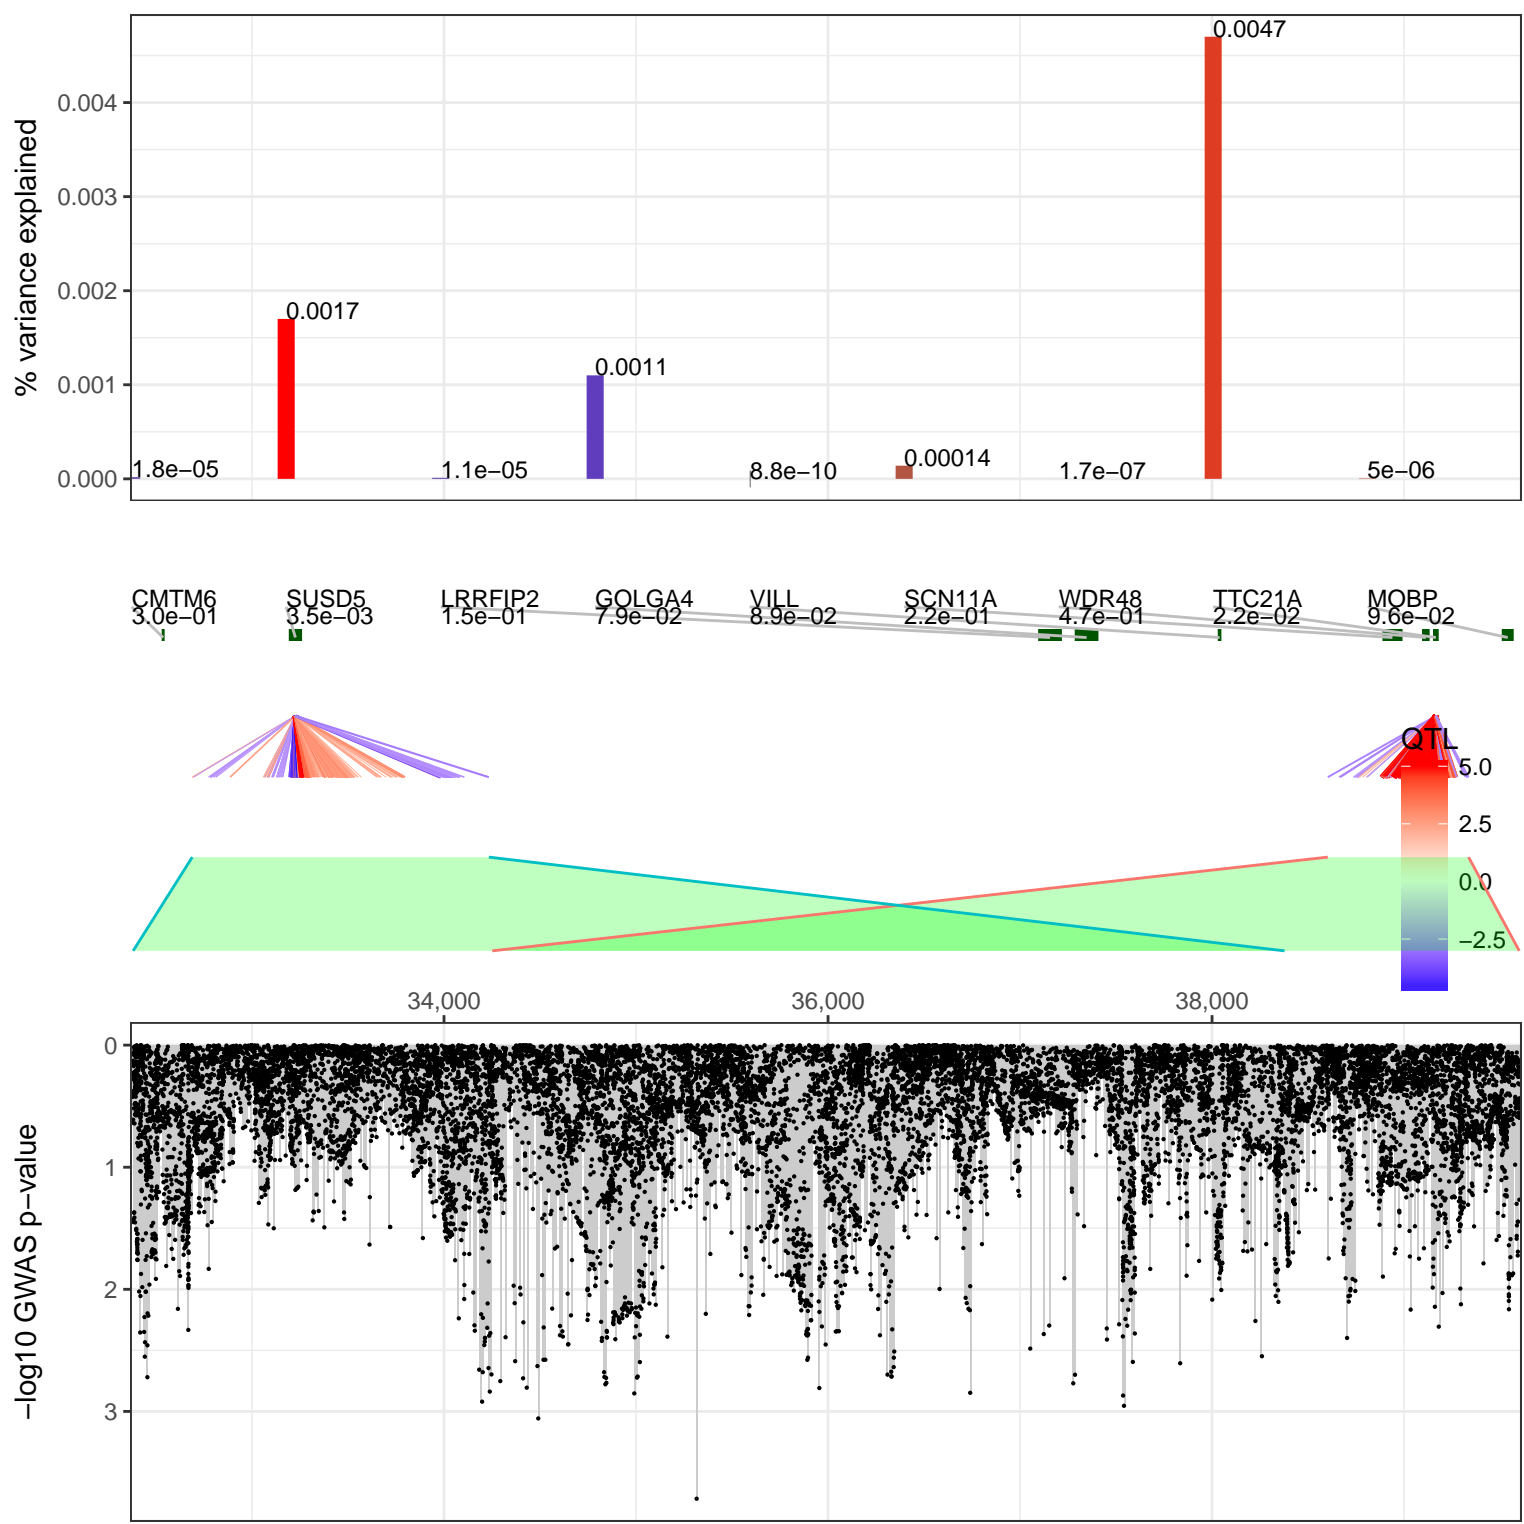 % variance explained
0.004
0.003
0.002
0.001
0.000
1.8e−05
0.0017
1.1e−05
0.0011
8.8e−10
0.00014
1.7e−07
0.0047
5e−06
CMTM6 SUSD5 LRRFIP2 GOLGA4 VILL SCN11A WDR48 TTC21A MOBP
3.0e−01 3.5e−03 1.5e−01 7.9e−02 8.9e−02 2.2e−01 4.7e−01 2.2e−02 9.6e−02
QTL
5.0
2.5
0.0
−2.5
34,000 36,000 38,000
−log10 GWAS p−value
0
1
2
3